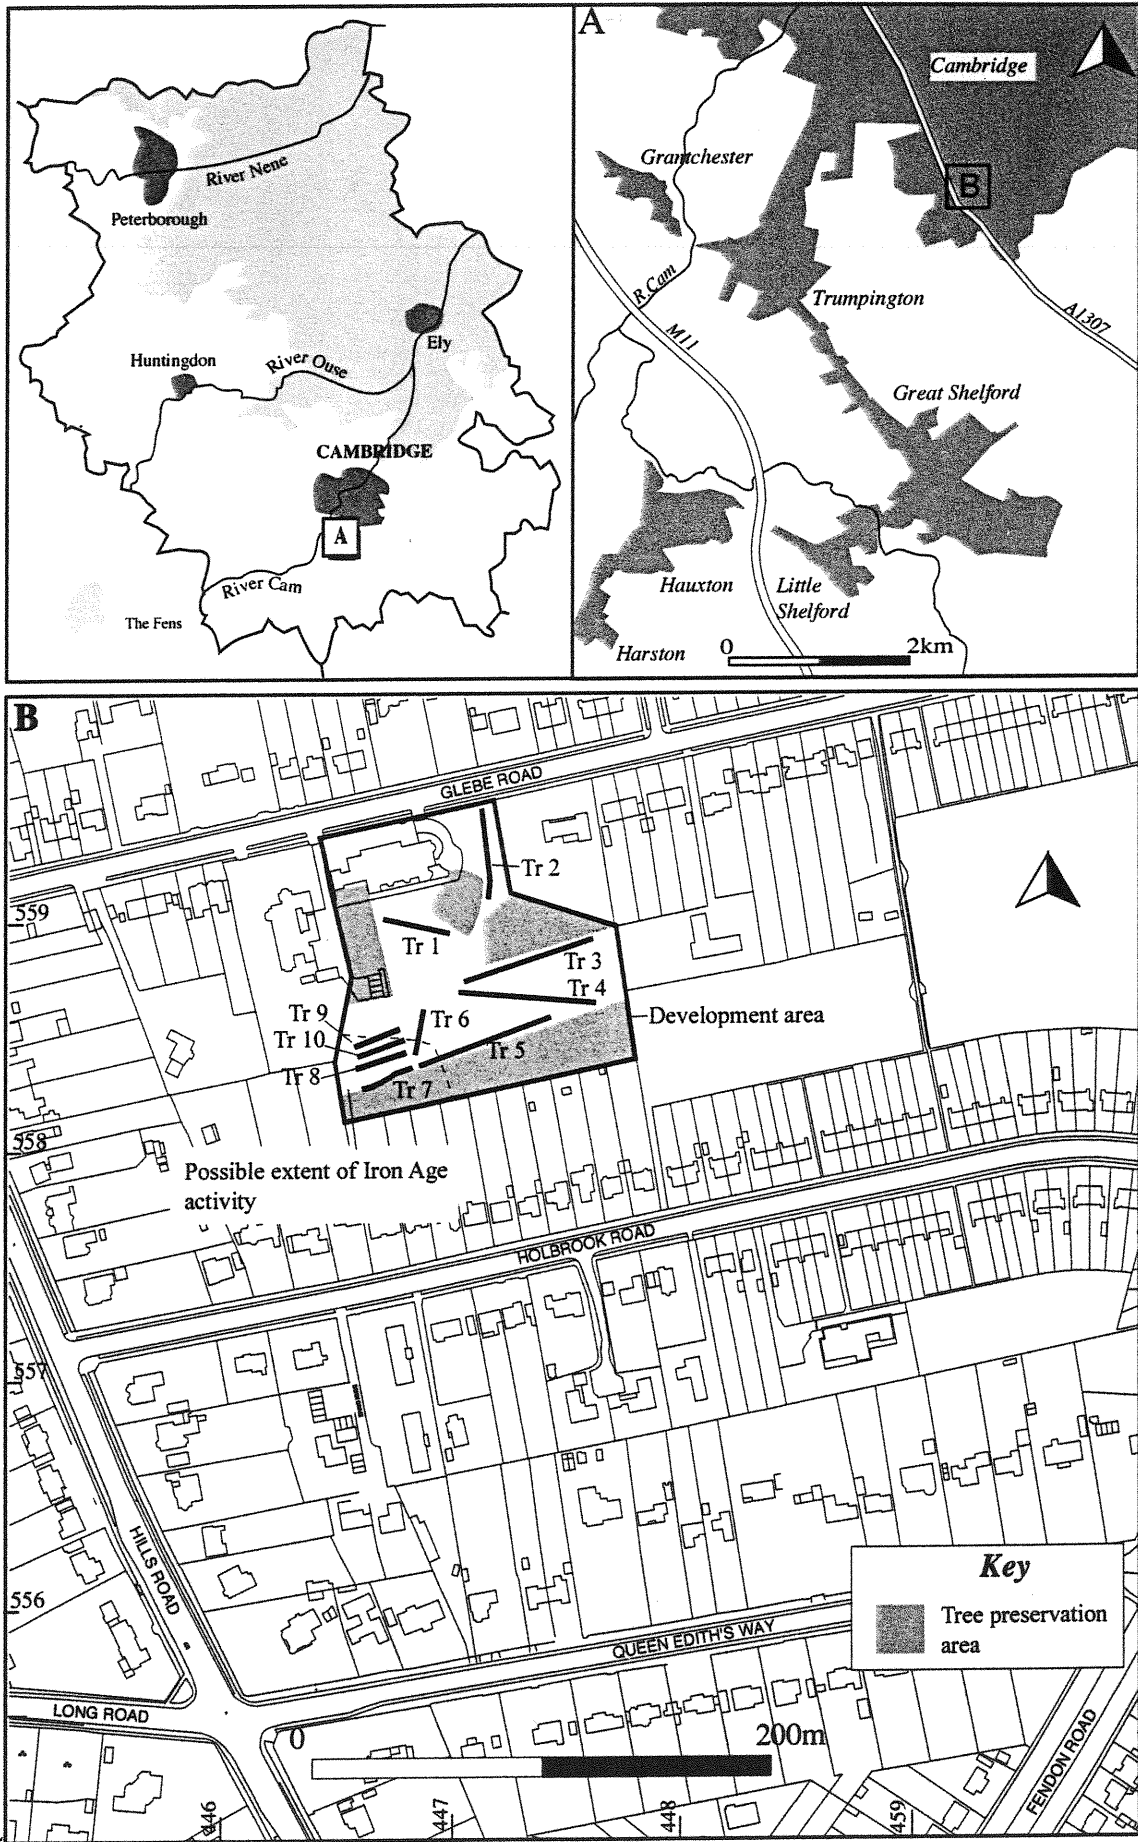 River Nene
Peterborough
Ely
Huntingdon
River Ouse
CAMBRIDGE
A
River Cam
The Fens
A
Cambridge
Grantchester
B
R.Cam
Trumpington
M11
A1307
Great Shelford
Hauxton
Little
Shelford
Harston
0
2km
B
GLEBE ROAD
Tr 2
559
Tr 1
Tr 3
Tr 4
Tr 9
Tr 6
Development area
Tr 10
Tr 5
Tr 8
Tr 7
558
Possible extent of Iron Age
activity
HOLBROOK ROAD
557
HILLS ROAD
Key
556
Tree preservation
area
QUEEN EDITH'S WAY
LONG ROAD
FENDON ROAD
0
200m
446
447
448
459